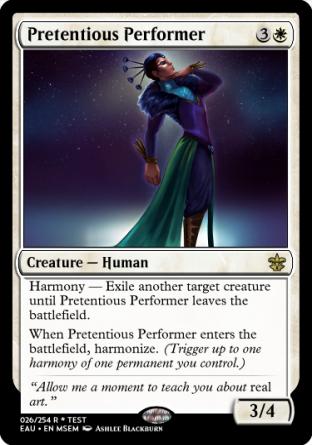 Pretentious Performer 3
Creature — Human
Harmony — Exile another target creature
until Pretentious Performer leaves the
battlefield.
When Pretentious Performer enters the
battlefield, harmonize. (Trigger up to one
harmony of one permanent you control.)
“Allow me a moment to teach you about real
art.”
026/254 R * TEST
EAU • EN MSEM Ashlee Blackburn
3/4